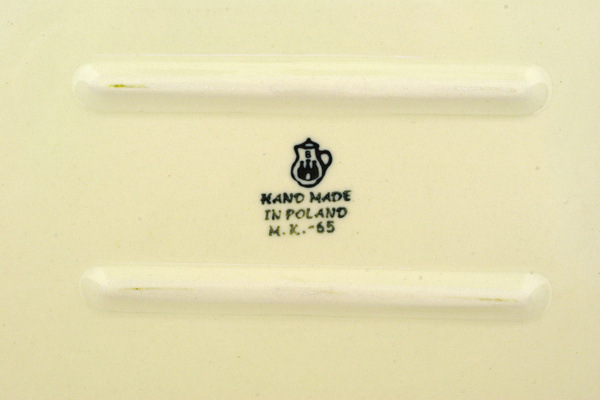 B
HAND MADE
IN POLAND
M.K.-65